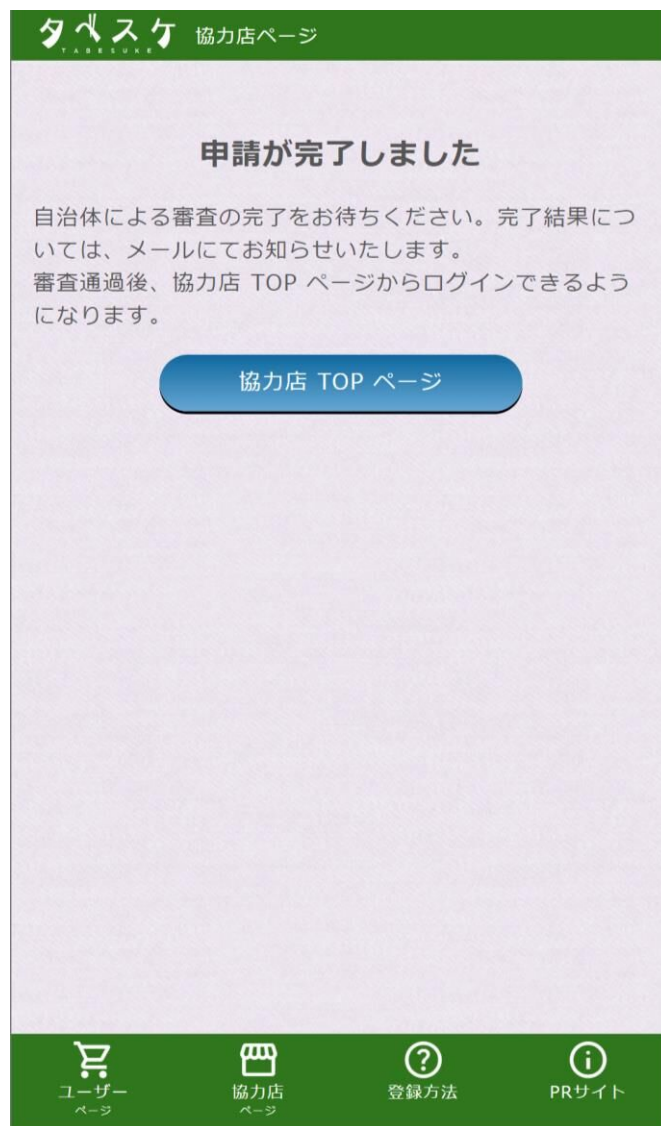 タベスケ 協力店ページ
TABESUKE
申請が完了しました
自治体による審査の完了をお待ちください。完了結果につ
いては、メールにてお知らせいたします。
審査通過後、協力店 TOP ページからログインできるよう
になります。
協力店 TOP ページ
ユーザー
ページ
協力店
ページ
登録方法
PRサイト